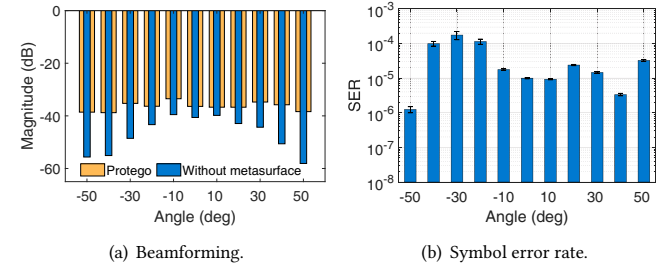 0
-20
-40
-60
Magnitude (dB)
Protego
Without metasurface
-50
-30
-10
10
30
50
Angle (deg)
(a) Beamforming.
10-3
10-4
10-5
10-6
10-7
10-8
SER
-50
-30
-10
10
30
50
Angle (deg)
(b) Symbol error rate.